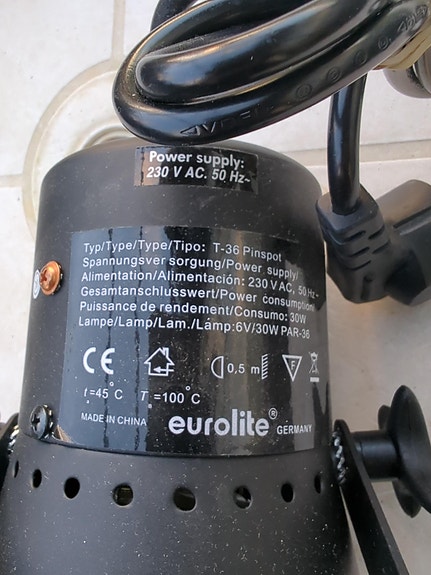 Power supply:
230 V AC. 50 Hz~
Typ/Type/Type/Tipo: T-36 Pinspot
Spannungsver sorgung/Power supply/
Alimentation/Alimentación: 230 V AC, 50 Hz~
Gesamtanschlusswert/Power consumption/
Puissance de rendement/Consumo: 30W
Lampe/Lamp/Lam./Lámp:6V/30W PAR-36
CE
0,5 m
F
t=45°C T=100°C
MADE IN CHINA
eurolite®
GERMANY